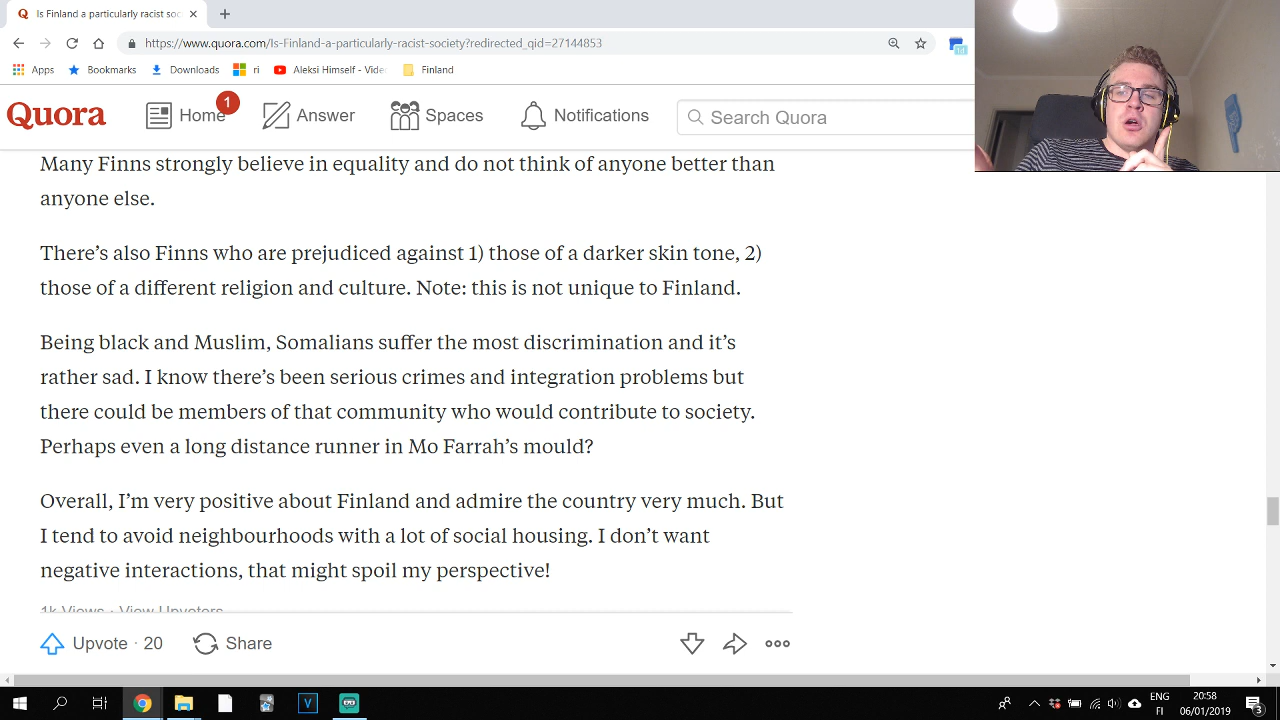 Is Finland a particularly racist soc
https://www.quora.com/Is-Finland-a-particularly-racist-society?redirected_qid=27144853
Apps Bookmarks Downloads ri Aleksi Himself - Vide Finland
Quora Home 1 Answer Spaces Notifications Search Quora
Many Finns strongly believe in equality and do not think of anyone better than
anyone else.
There's also Finns who are prejudiced against 1) those of a darker skin tone, 2)
those of a different religion and culture. Note: this is not unique to Finland.
Being black and Muslim, Somalians suffer the most discrimination and it's
rather sad. I know there's been serious crimes and integration problems but
there could be members of that community who would contribute to society.
Perhaps even a long distance runner in Mo Farrah's mould?
Overall, I'm very positive about Finland and admire the country very much. But
I tend to avoid neighbourhoods with a lot of social housing. I don't want
negative interactions, that might spoil my perspective!
1k Views · View Upvoters
Upvote · 20 Share
ENG 20:58
FI 06/01/2019 3